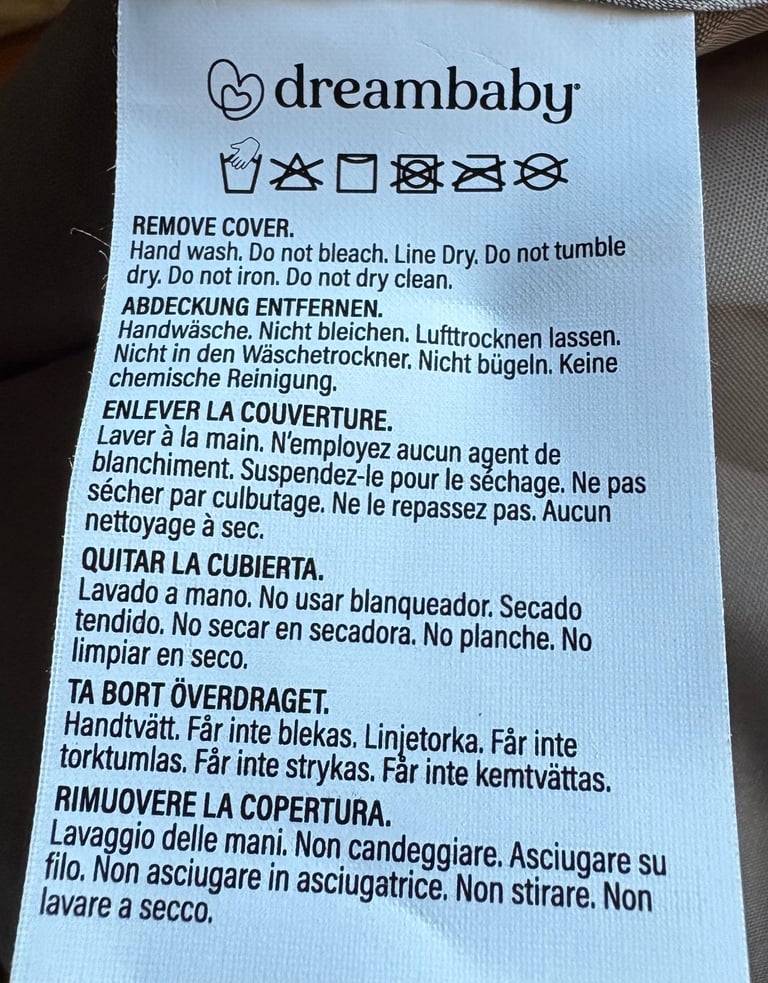 dreambaby®
REMOVE COVER.
Hand wash. Do not bleach. Line Dry. Do not tumble
dry. Do not iron. Do not dry clean.
ABDECKUNG ENTFERNEN.
Handwäsche. Nicht bleichen. Lufttrocknen lassen.
Nicht in den Wäschetrockner. Nicht bügeln. Keine
chemische Reinigung.
ENLEVER LA COUVERTURE.
Laver à la main. N'employez aucun agent de
blanchiment. Suspendez-le pour le séchage. Ne pas
sécher par culbutage. Ne le repassez pas. Aucun
nettoyage à sec.
QUITAR LA CUBIERTA.
Lavado a mano. No usar blanqueador. Secado
tendido. No secar en secadora. No planche. No
limpiar en seco.
TA BORT ÖVERDRAGET.
Handtvätt. Får inte blekas. Linjetorka. Får inte
torktumlas. Får inte strykas. Får inte kemtvättas.
RIMUOVERE LA COPERTURA.
Lavaggio delle mani. Non candeggiare. Asciugare su
filo. Non asciugare in asciugatrice. Non stirare. Non
lavare a secco.